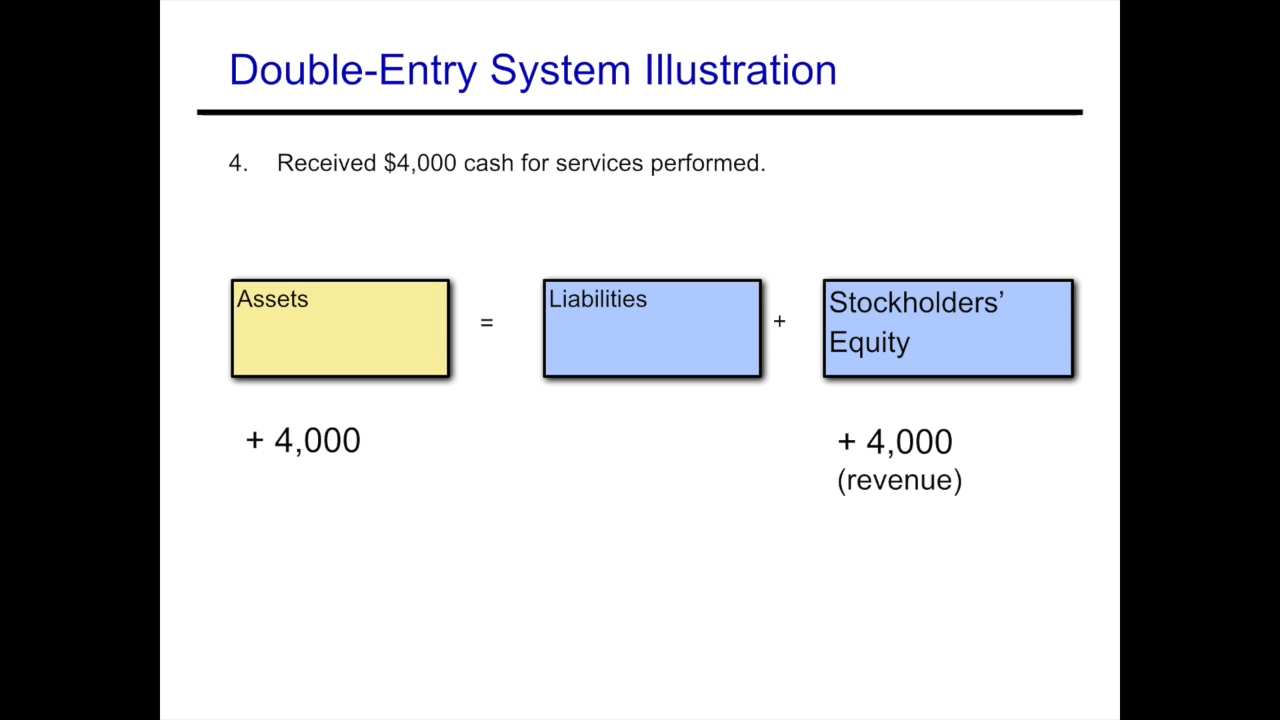 Double-Entry System Illustration
4. Received $4,000 cash for services performed.
Assets = Liabilities + Stockholders’
Equity
+ 4,000 + 4,000
(revenue)